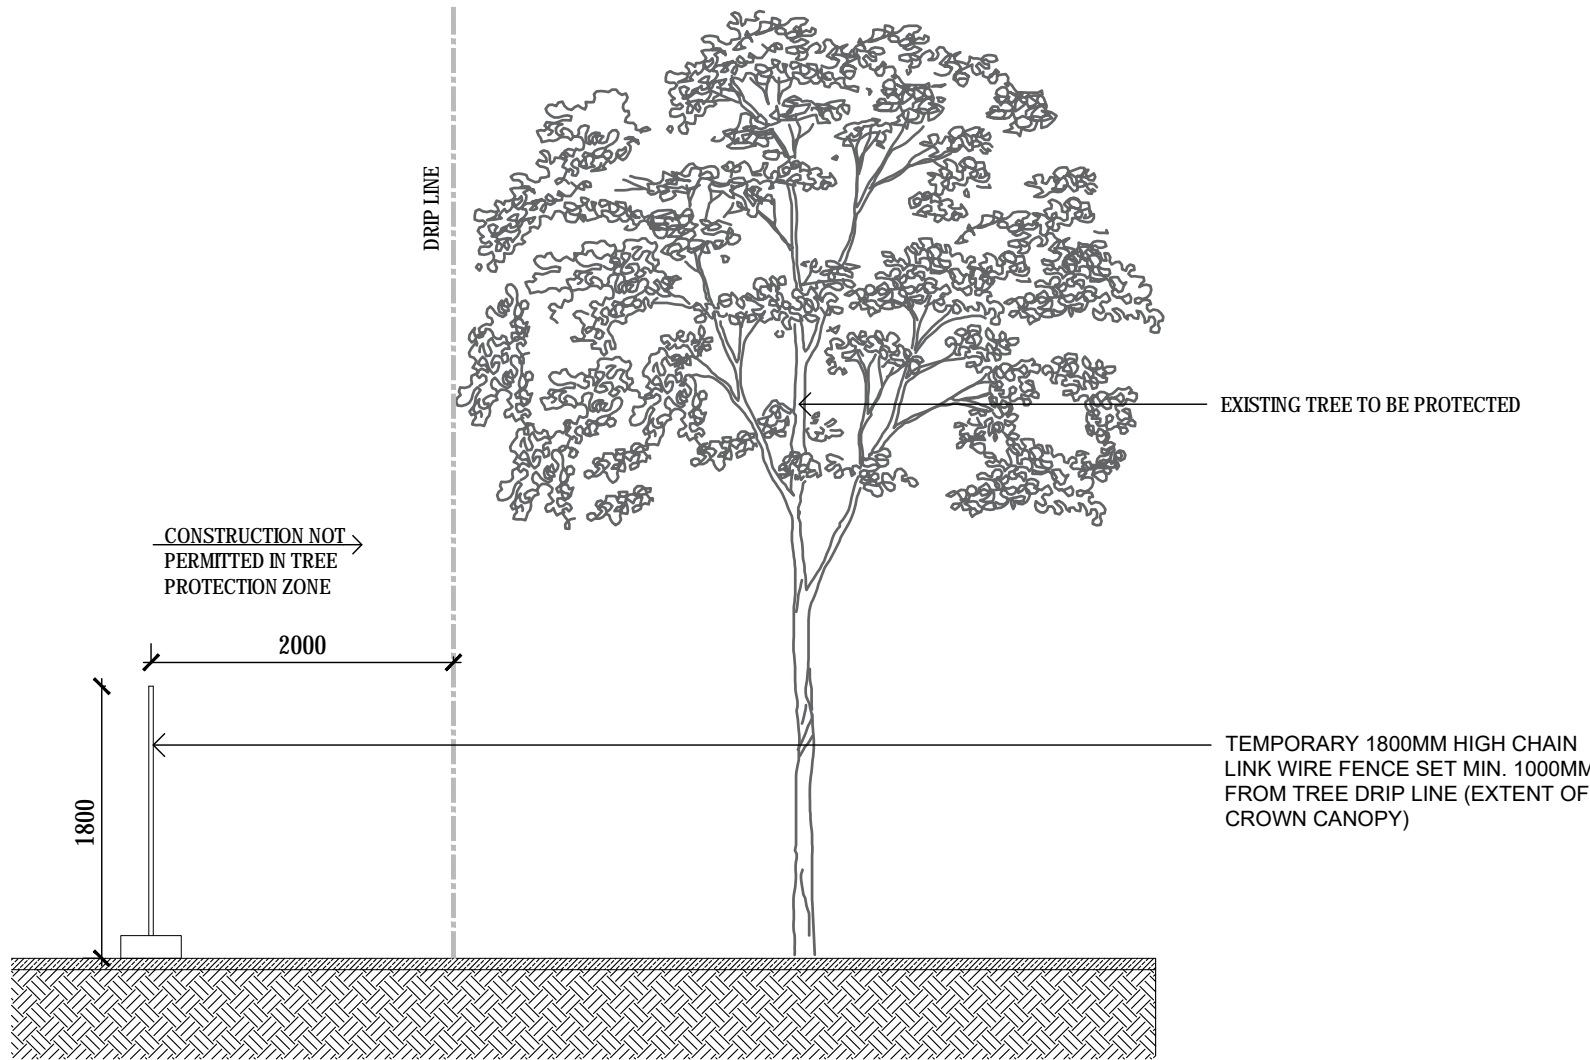 DRIP LINE
EXISTING TREE TO BE PROTECTED
CONSTRUCTION NOT
PERMITTED IN TREE
PROTECTION ZONE
2000
1800
TEMPORARY 1800MM HIGH CHAIN
LINK WIRE FENCE SET MIN. 1000MM
FROM TREE DRIP LINE (EXTENT OF
CROWN CANOPY)